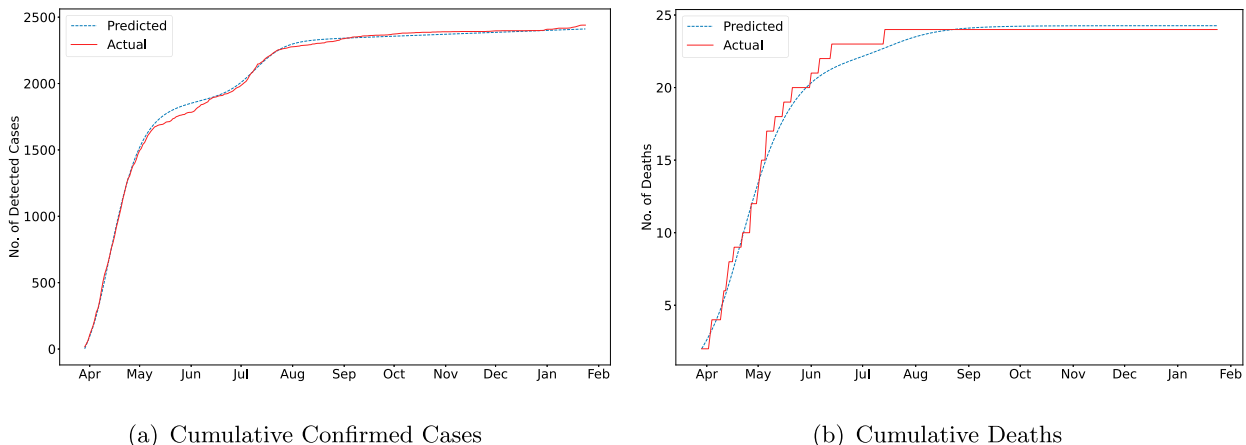 2500
2000
1500
1000
500
0
No. of Detected Cases
Predicted
Actual
Apr May Jun Jul Aug Sep Oct Nov Dec Jan Feb
(a) Cumulative Confirmed Cases
25
20
15
10
5
No. of Deaths
Predicted
Actual
Apr May Jun Jul Aug Sep Oct Nov Dec Jan Feb
(b) Cumulative Deaths